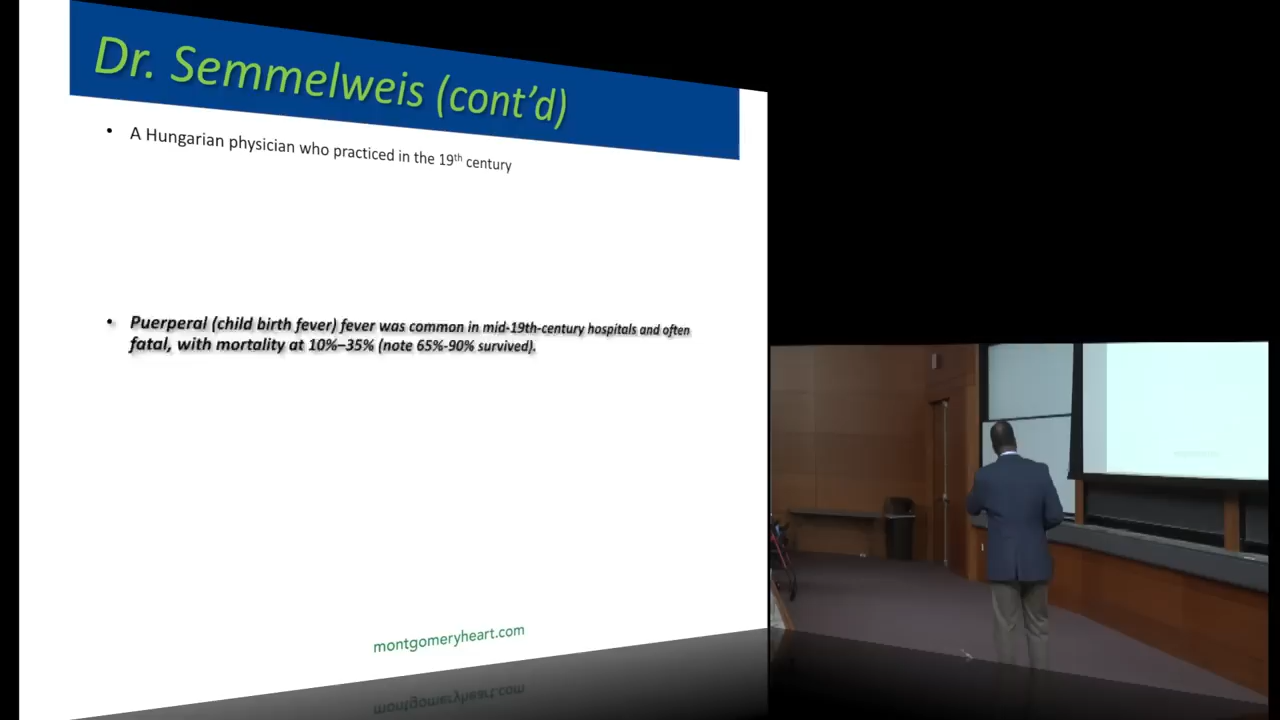 Dr. Semmelweis (cont’d)
• A Hungarian physician who practiced in the 19th century
• Puerperal (child birth fever) fever was common in mid-19th-century hospitals and often
fatal, with mortality at 10%–35% (note 65%-90% survived).
montgomeryheart.com